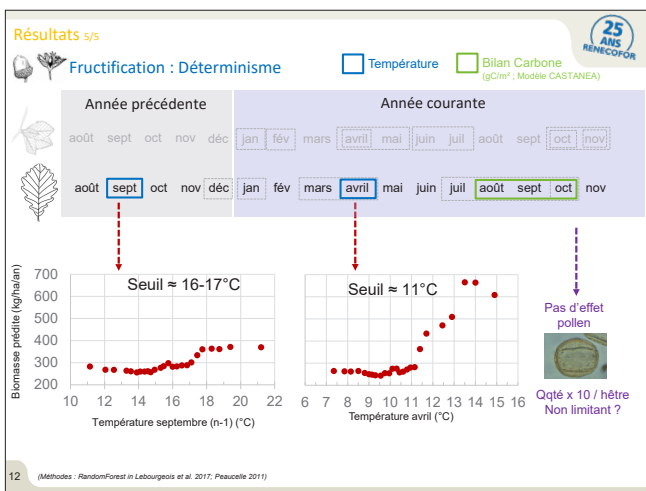 Résultats 5/5
25
ANS
RENECOFOR
Fructification : Déterminisme
Température
Bilan Carbone
(gC/m² ; Modèle CASTANEA)
Année précédente
Année courante
août sept oct nov déc jan fév mars avril mai juin juil août sept oct nov
août sept oct nov déc jan fév mars avril mai juin juil août sept oct nov
Biomasse prédite (kg/ha/an)
700
600
500
400
300
200
Seuil ≈ 16-17°C
10 12 14 16 18 20 22
Température septembre (n-1) (°C)
Seuil ≈ 11°C
6 7 8 9 10 11 12 13 14 15 16
Température avril (°C)
Pas d'effet
pollen
Qqté x 10 / hêtre
Non limitant ?
12
(Méthodes : RandomForest in Lebourgeois et al. 2017; Peaucelle 2011)